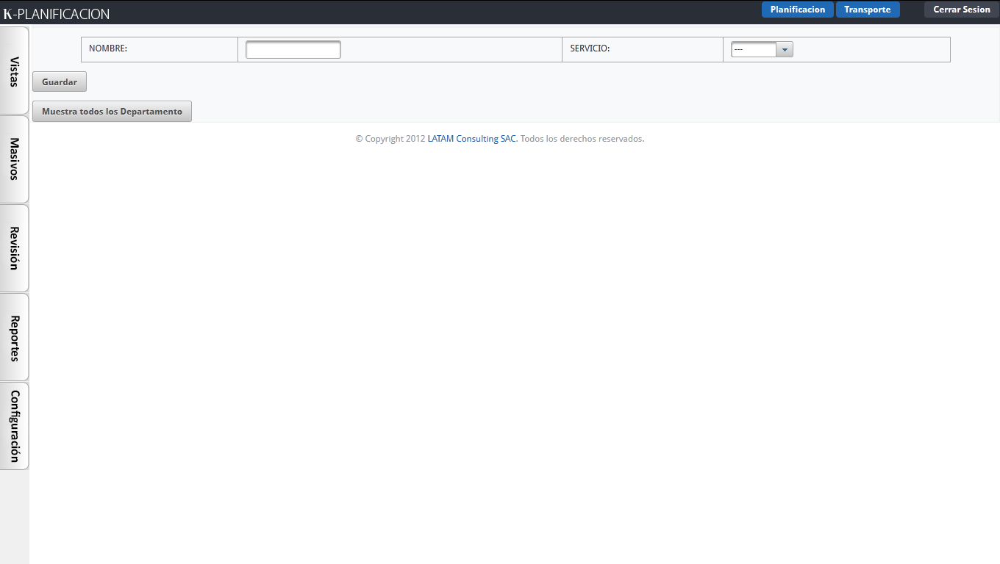 K-PLANIFICACION
Planificacion
Transporte
Cerrar Sesion
Vistas
Masivos
Revisión
Reportes
Configuración
NOMBRE:
SERVICIO:
---
Guardar
Muestra todos los Departamento
© Copyright 2012 LATAM Consulting SAC. Todos los derechos reservados.